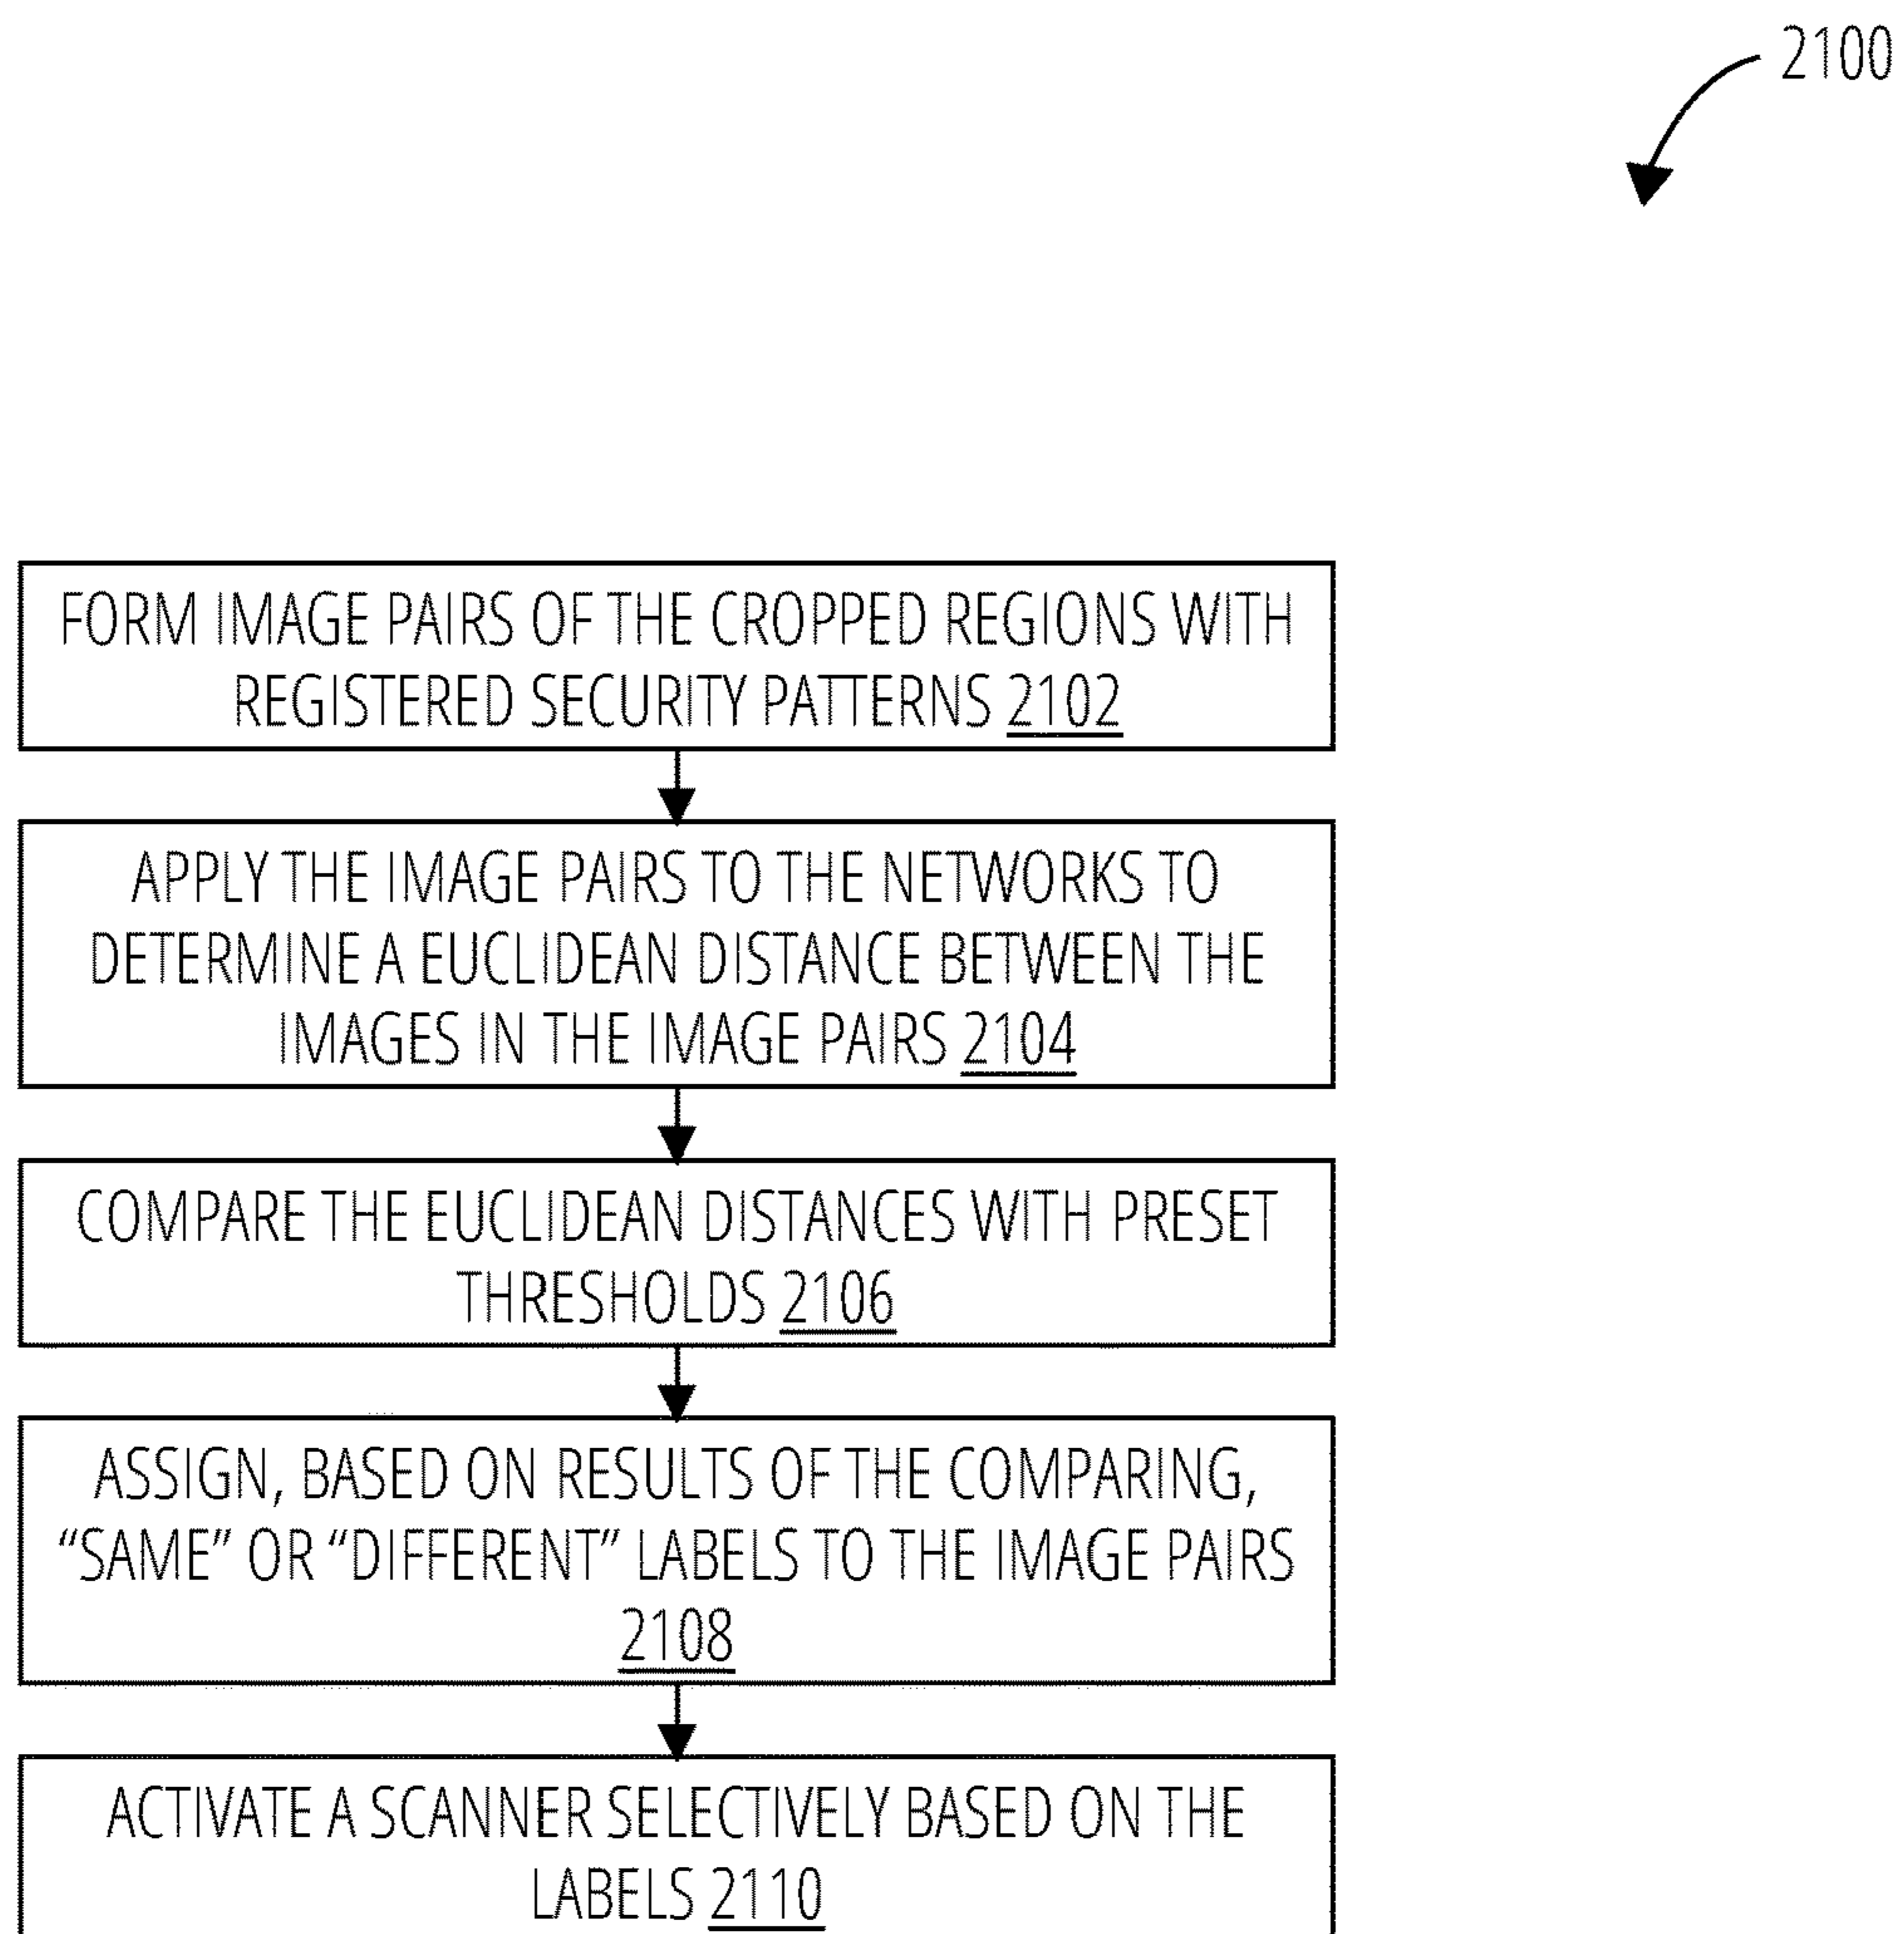 2100
FORM IMAGE PAIRS OF THE CROPPED REGIONS WITH
REGISTERED SECURITY PATTERNS 2102
APPLY THE IMAGE PAIRS TO THE NETWORKS TO
DETERMINE A EUCLIDEAN DISTANCE BETWEEN THE
IMAGES IN THE IMAGE PAIRS 2104
COMPARE THE EUCLIDEAN DISTANCES WITH PRESET
THRESHOLDS 2106
ASSIGN, BASED ON RESULTS OF THE COMPARING,
“SAME” OR “DIFFERENT” LABELS TO THE IMAGE PAIRS
2108
ACTIVATE A SCANNER SELECTIVELY BASED ON THE
LABELS 2110